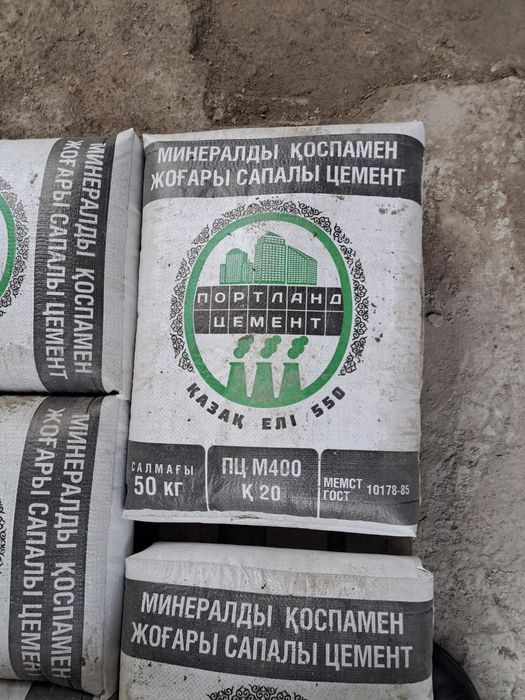 МИНЕРАЛДЫ ҚОСПАМЕН
ЖОҒАРЫ САПАЛЫ ЦЕМЕНТ
ПОРТЛАНД
ЦЕМЕНТ
ҚАЗАҚ ЕЛІ 550
САЛМАҒЫ
50 КГ
ПЦ М400
Қ 20
МЕМСТ
ГОСТ
10178-85
МИНЕРАЛДЫ ҚОСПАМЕН
ЖОҒАРЫ САПАЛЫ ЦЕМЕНТ
МИНЕРАЛДЫ ҚОСПАМЕН
ЖОҒАРЫ САПАЛЫ ЦЕМЕНТ
МИНЕРАЛДЫ ҚОСПАМЕН
ЖОҒАРЫ САПАЛЫ ЦЕМЕНТ